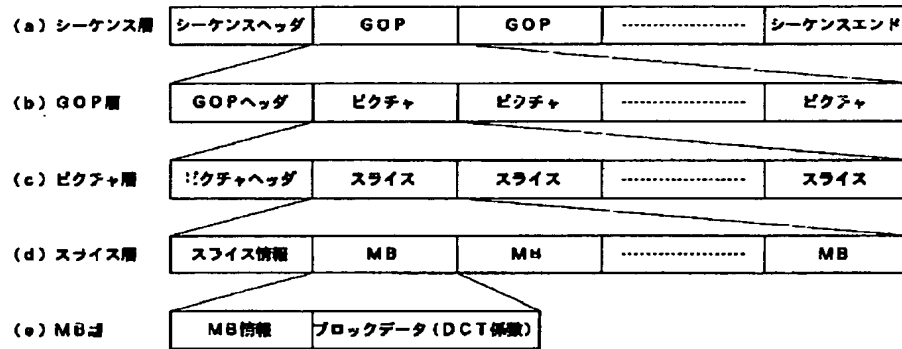 (a) シーケンス層 シーケンスヘッダ GOP GOP シーケンスエンド
(b) GOP層 GOPヘッダ ピクチャ ピクチャ ピクチャ
(c) ピクチャ層 ピクチャヘッダ スライス スライス スライス
(d) スライス層 スライス情報 MB MB MB
(e) MB層 MB情報 ブロックデータ(DCT係数)